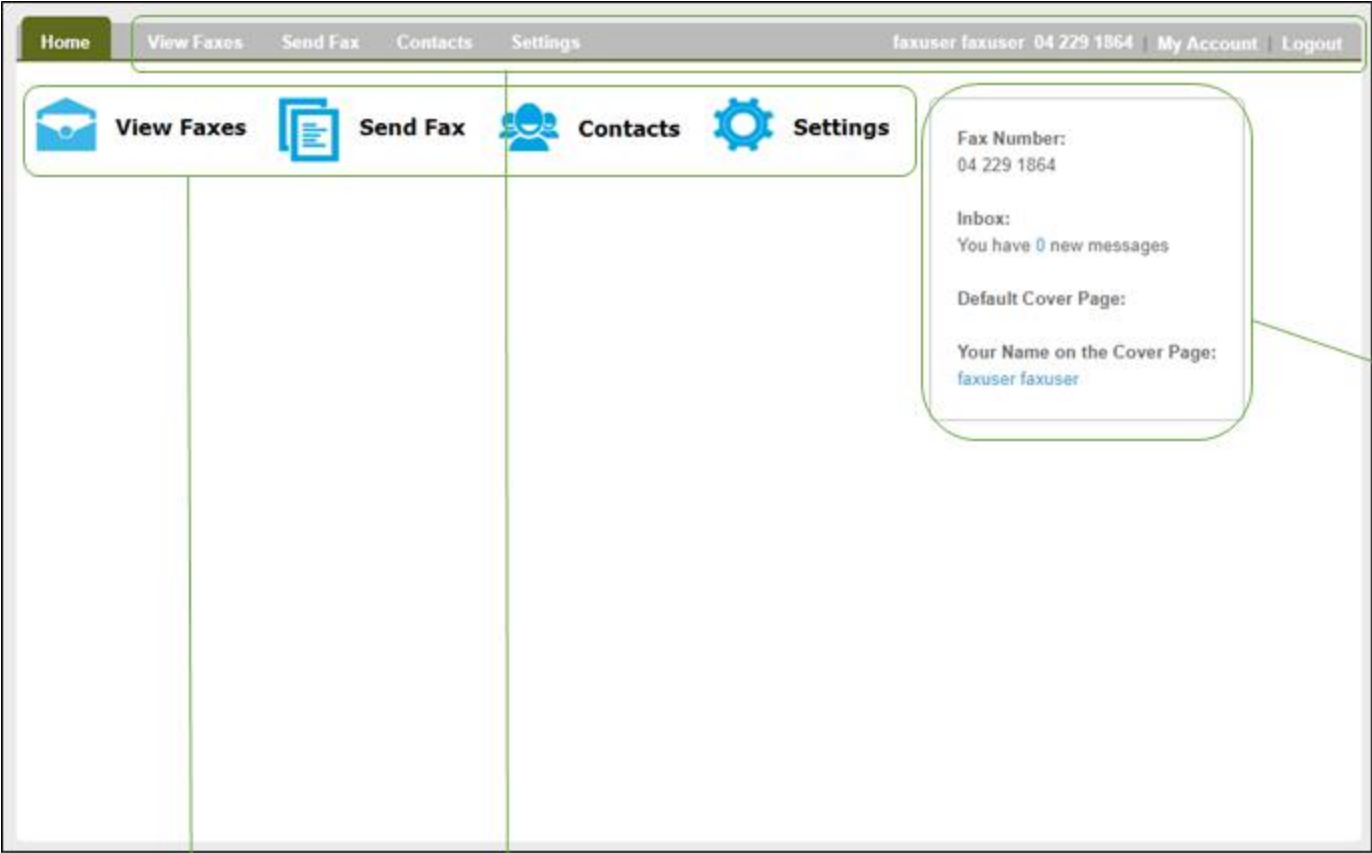 Home View Faxes Send Fax Contacts Settings faxuser faxuser 04 229 1864 | My Account | Logout
View Faxes Send Fax Contacts Settings
Fax Number:
04 229 1864
Inbox:
You have 0 new messages
Default Cover Page:
Your Name on the Cover Page:
faxuser faxuser